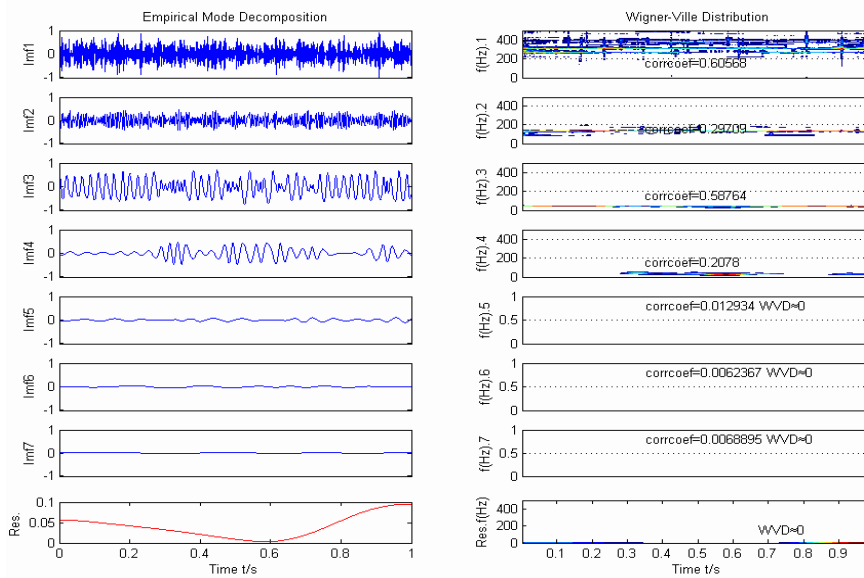 Empirical Mode Decomposition
Imf1
1
0
-1
Imf2
1
0
-1
Imf3
1
0
-1
Imf4
1
0
-1
Imf5
1
0
-1
Imf6
1
0
-1
Imf7
1
0
-1
Res.
0.1
0.05
0
0 0.2 0.4 0.6 0.8 1
Time t/s
Wigner-Ville Distribution
f(Hz).1
400
200
0
corrcoef=0.60568
f(Hz).2
400
200
0
corrcoef=0.29709
f(Hz).3
400
200
0
corrcoef=0.58764
f(Hz).4
400
200
0
corrcoef=0.2078
f(Hz).5
1
0.5
0
corrcoef=0.012934 WVD≈0
f(Hz).6
1
0.5
0
corrcoef=0.0062367 WVD≈0
f(Hz).7
1
0.5
0
corrcoef=0.0068895 WVD≈0
Res.f(Hz)
400
200
0
WVD≈0
0.1 0.2 0.3 0.4 0.5 0.6 0.7 0.8 0.9
Time t/s